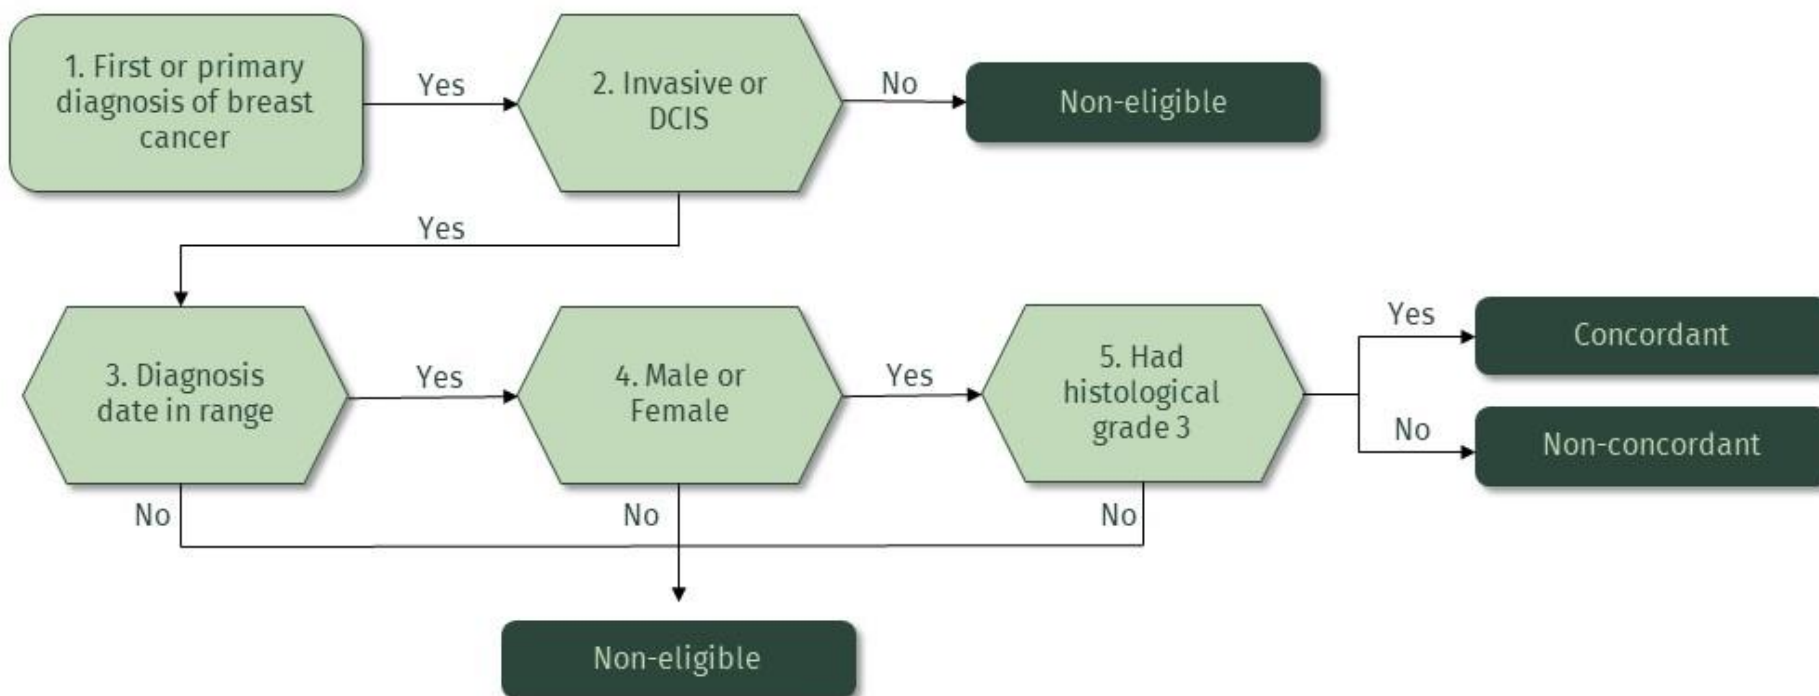 1. First or primary
diagnosis of breast
cancer
Yes
2. Invasive or
DCIS
No
Non-eligible
Yes
3. Diagnosis
date in range
Yes
4. Male or
Female
Yes
5. Had
histological
grade 3
Yes
Concordant
No
Non-concordant
No
No
No
Non-eligible